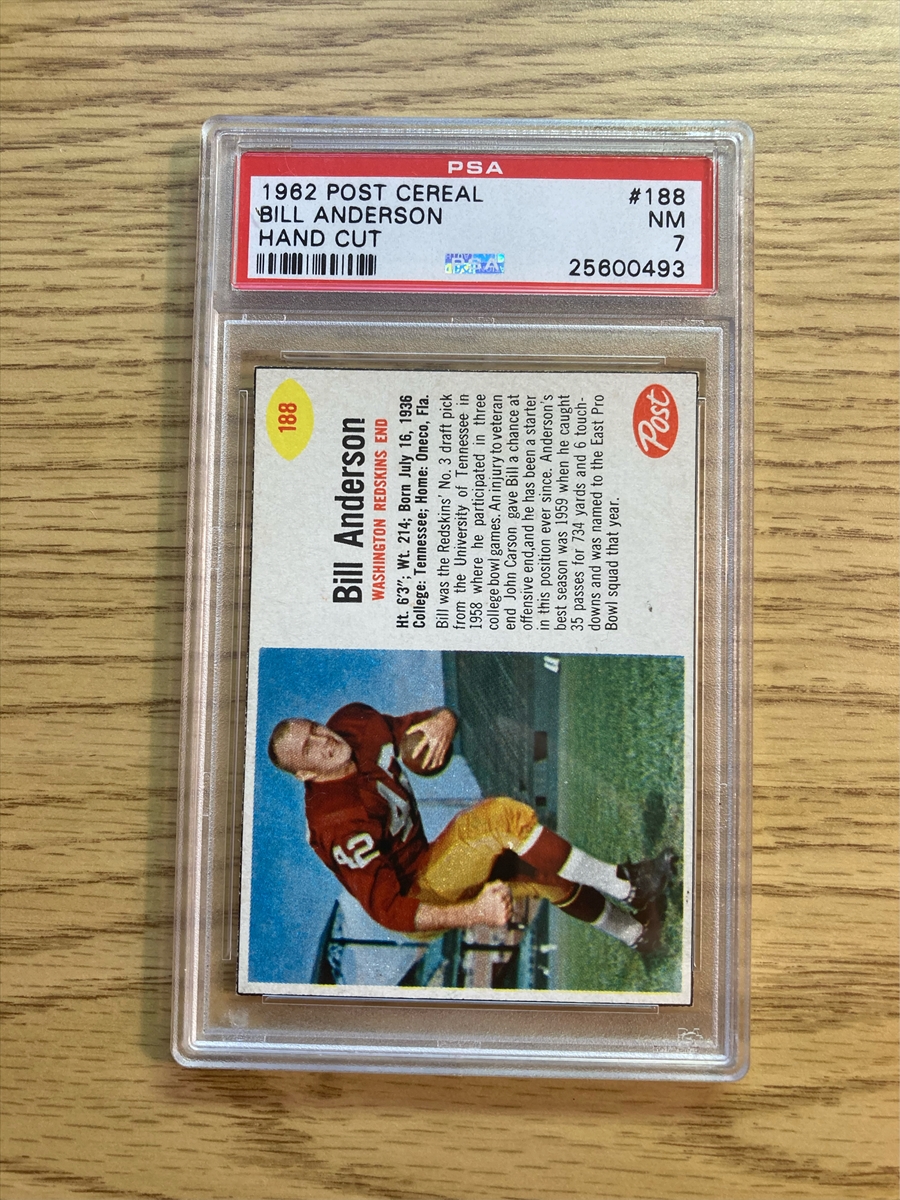 PSA
1962 POST CEREAL #188
BILL ANDERSON NM
HAND CUT 7
PSA 25600493
188
Bill Anderson
WASHINGTON REDSKINS END
Ht. 6'3"; Wt. 214; Born July 16, 1936
College: Tennessee; Home: Oneco, Fla.
Bill was the Redskins' No. 3 draft pick
from the University of Tennessee in
1958 where he participated in three
college bowl games. An injury to veteran
end John Carson gave Bill a chance at
offensive end, and he has been a starter
in this position ever since. Anderson's
best season was 1959 when he caught
35 passes for 734 yards and 6 touch-
downs and was named to the East Pro
Bowl squad that year.
Post
42